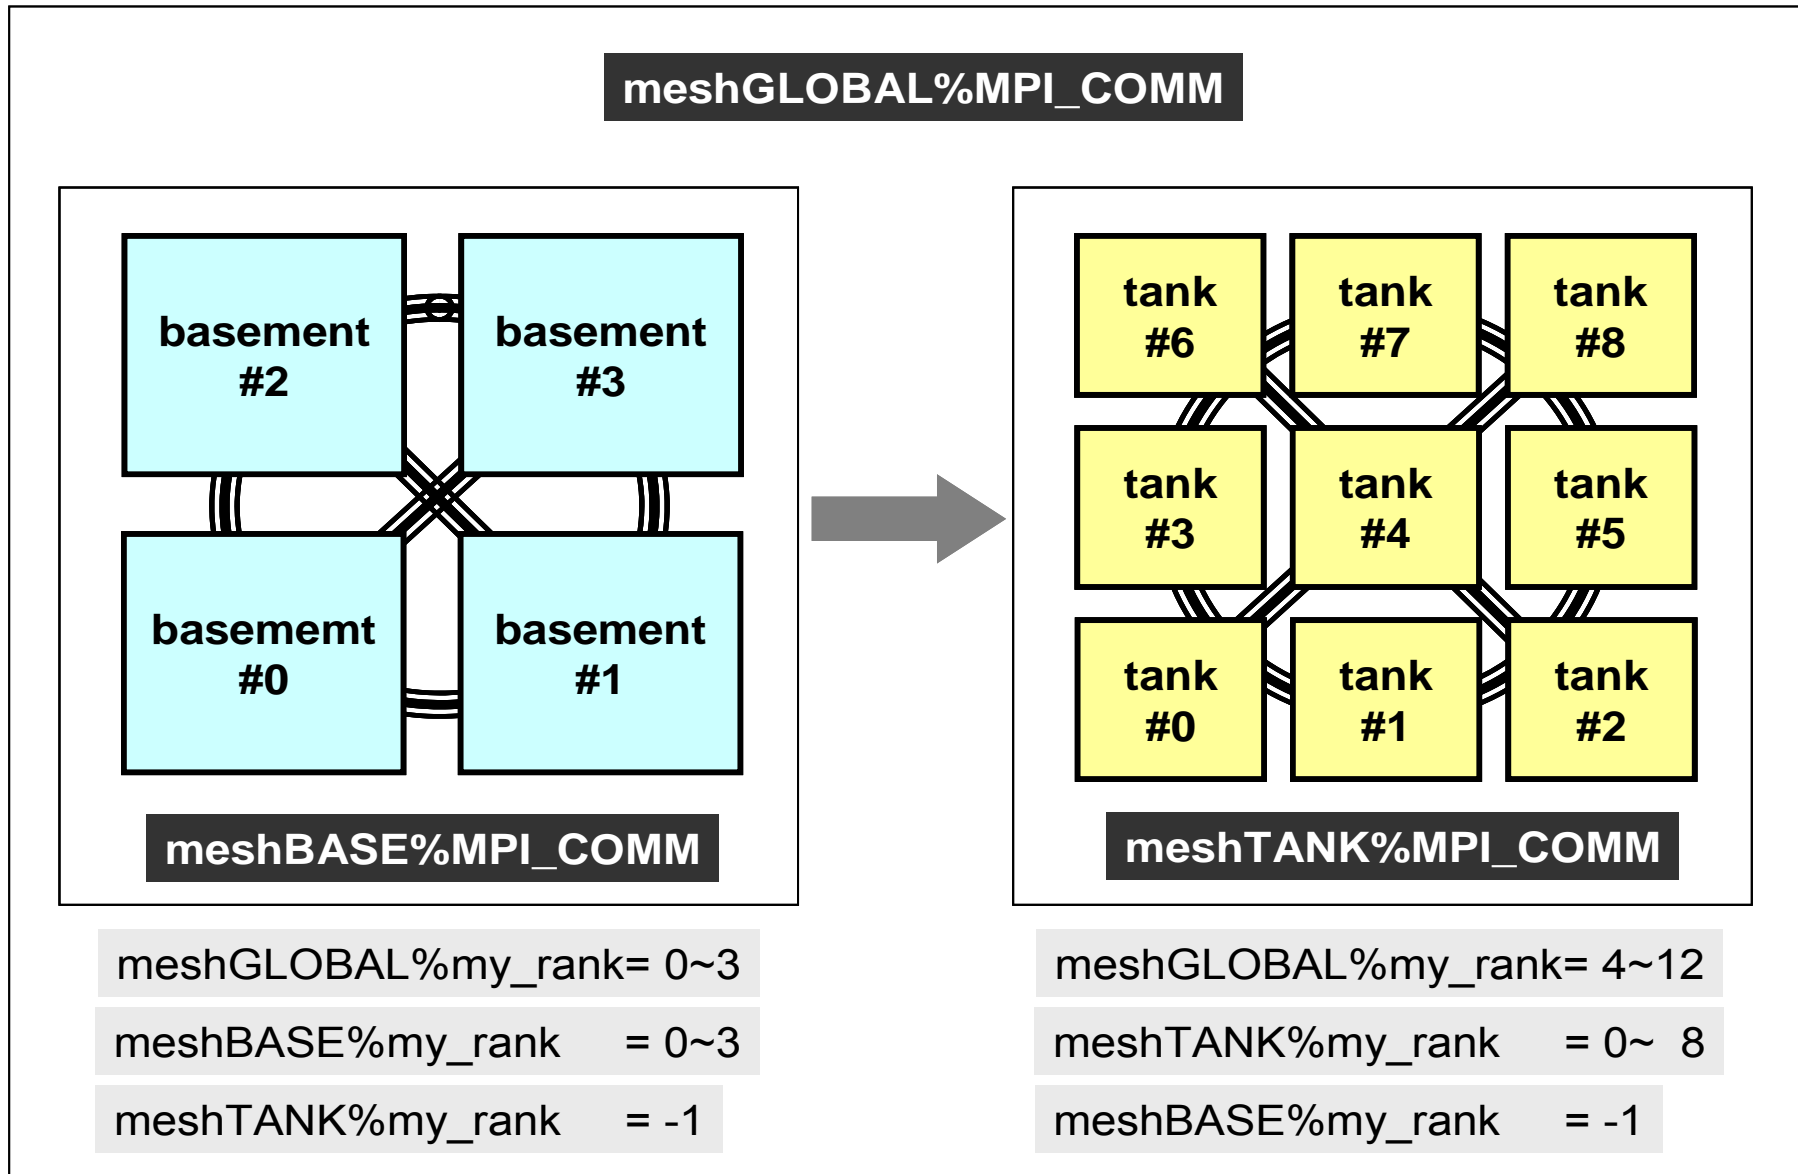 meshGLOBAL%MPI_COMM
basement
#2
basement
#3
basememt
#0
basement
#1
meshBASE%MPI_COMM
meshGLOBAL%my_rank= 0~3
meshBASE%my_rank = 0~3
meshTANK%my_rank = -1
tank
#6
tank
#7
tank
#8
tank
#3
tank
#4
tank
#5
tank
#0
tank
#1
tank
#2
meshTANK%MPI_COMM
meshGLOBAL%my_rank= 4~12
meshTANK%my_rank = 0~ 8
meshBASE%my_rank = -1